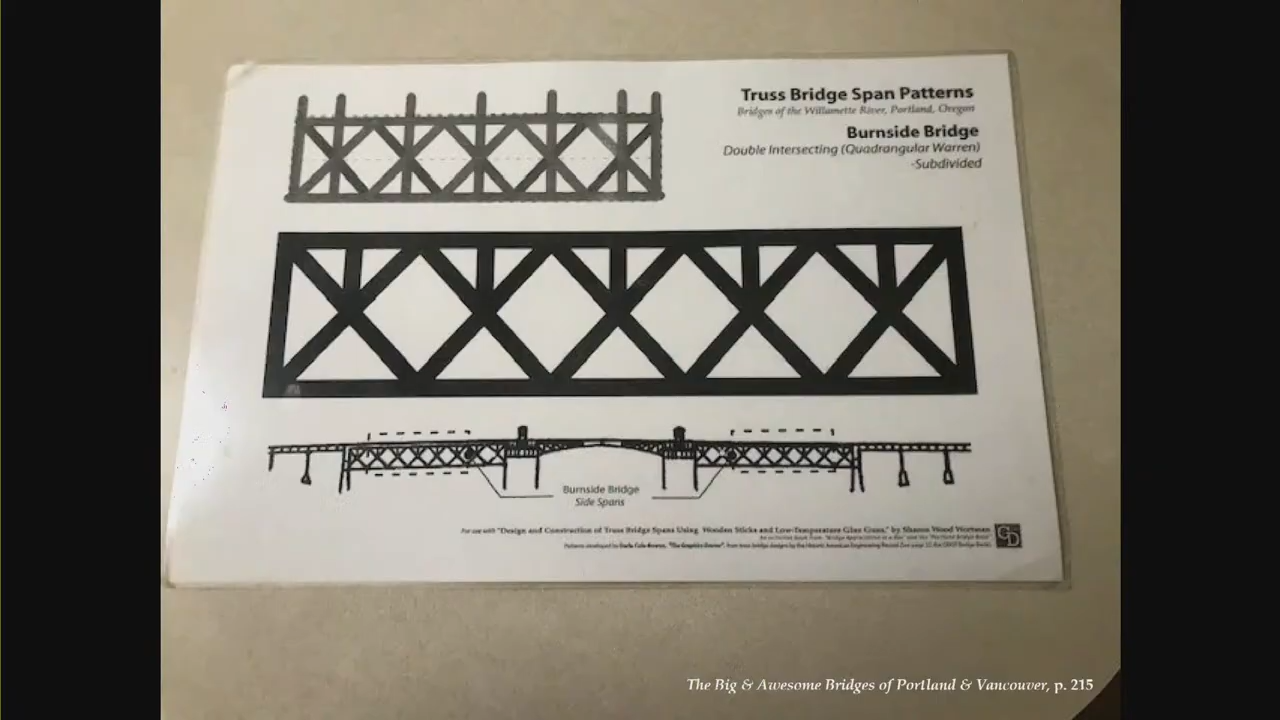 Truss Bridge Span Patterns
Bridges of the Willamette River, Portland, Oregon
Burnside Bridge
Double Intersecting (Quadrangular Warren)
-Subdivided
Burnside Bridge
Side Spans
For use with "Design and Construction of Truss Bridge Spans Using Wooden Sticks and Low-Temperature Glue Guns," by Sharon Wood Wortman
GD
The Big & Awesome Bridges of Portland & Vancouver, p. 215